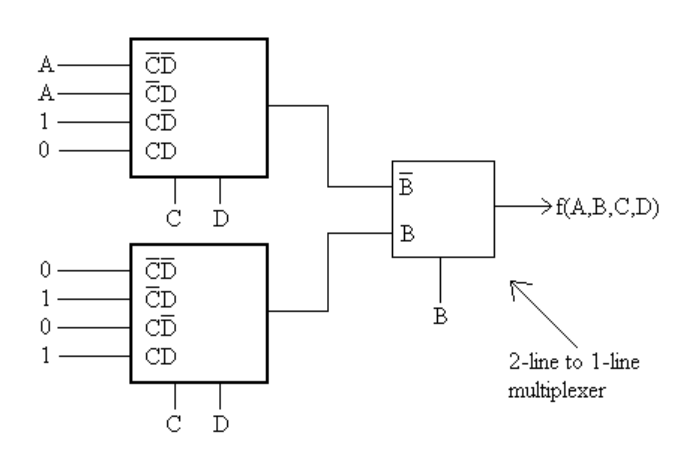 A C̅D̅
A C̅D
1 CD̅
0 CD
C D
B̅
B
f(A,B,C,D)
B
0 C̅D̅
1 C̅D
0 CD̅
1 CD
C D
2-line to 1-line
multiplexer